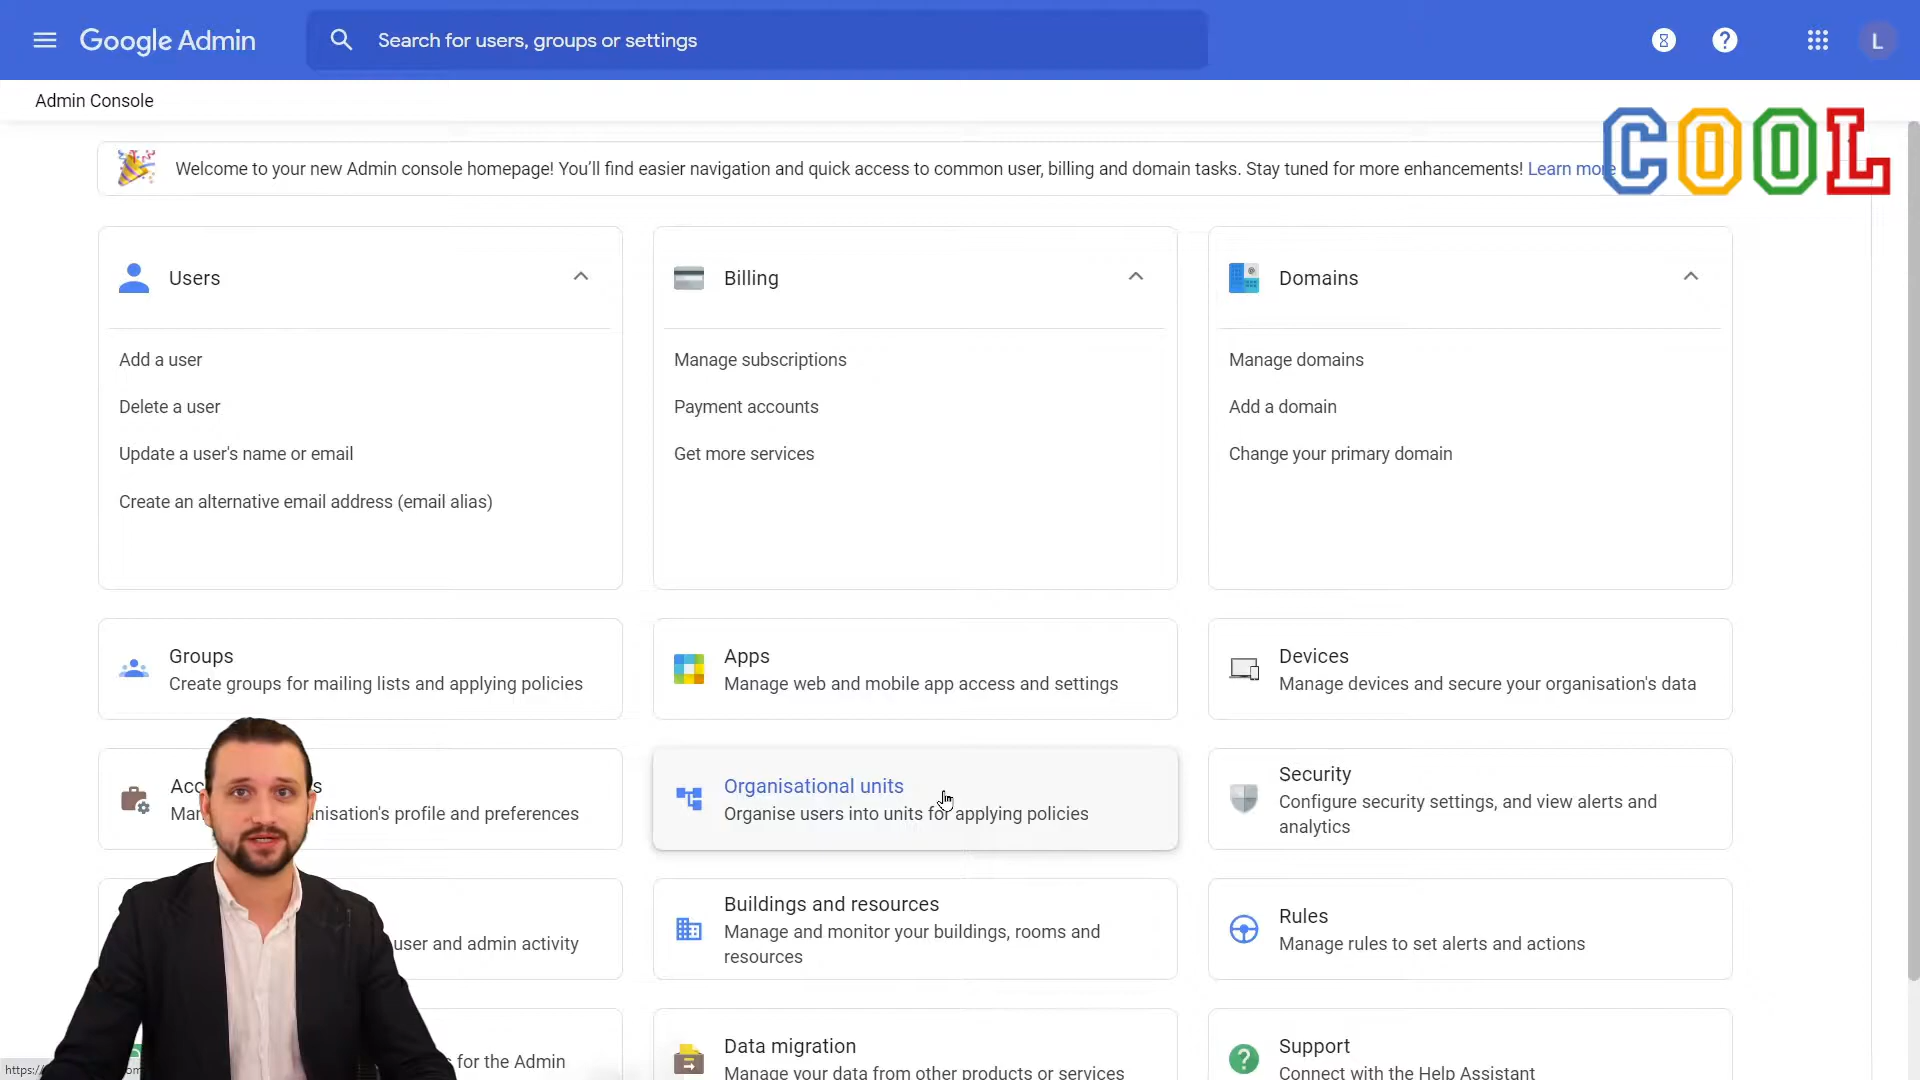 Google Admin
Search for users, groups or settings
L
Admin Console
COOL
Welcome to your new Admin console homepage! You'll find easier navigation and quick access to common user, billing and domain tasks. Stay tuned for more enhancements! Learn more
Users
Billing
Domains
Add a user
Manage subscriptions
Manage domains
Delete a user
Payment accounts
Add a domain
Update a user's name or email
Get more services
Change your primary domain
Create an alternative email address (email alias)
Groups
Create groups for mailing lists and applying policies
Apps
Manage web and mobile app access and settings
Devices
Manage devices and secure your organisation's data
profile and preferences
Organisational units
Organise users into units for applying policies
Security
Configure security settings, and view alerts and
analytics
user and admin activity
Buildings and resources
Manage and monitor your buildings, rooms and
resources
Rules
Manage rules to set alerts and actions
for the Admin
Data migration
Manage your data from other products or services
Support
Connect with the Help Assistant
https:/